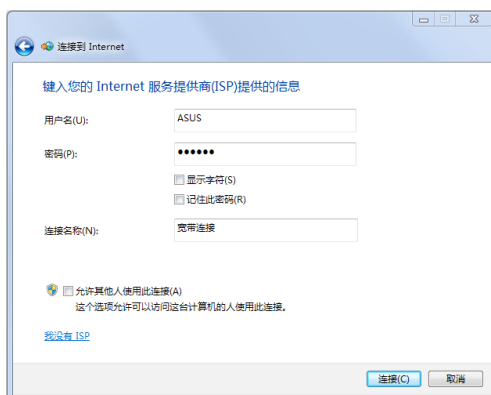 连接到 Internet
键入您的 Internet 服务提供商(ISP)提供的信息
用户名(U):
ASUS
密码(P):
●●●●●●
显示字符(S)
记住此密码(R)
连接名称(N):
宽带连接
允许其他人使用此连接(A)
这个选项允许可以访问这台计算机的人使用此连接。
我没有 ISP
连接(C)
取消